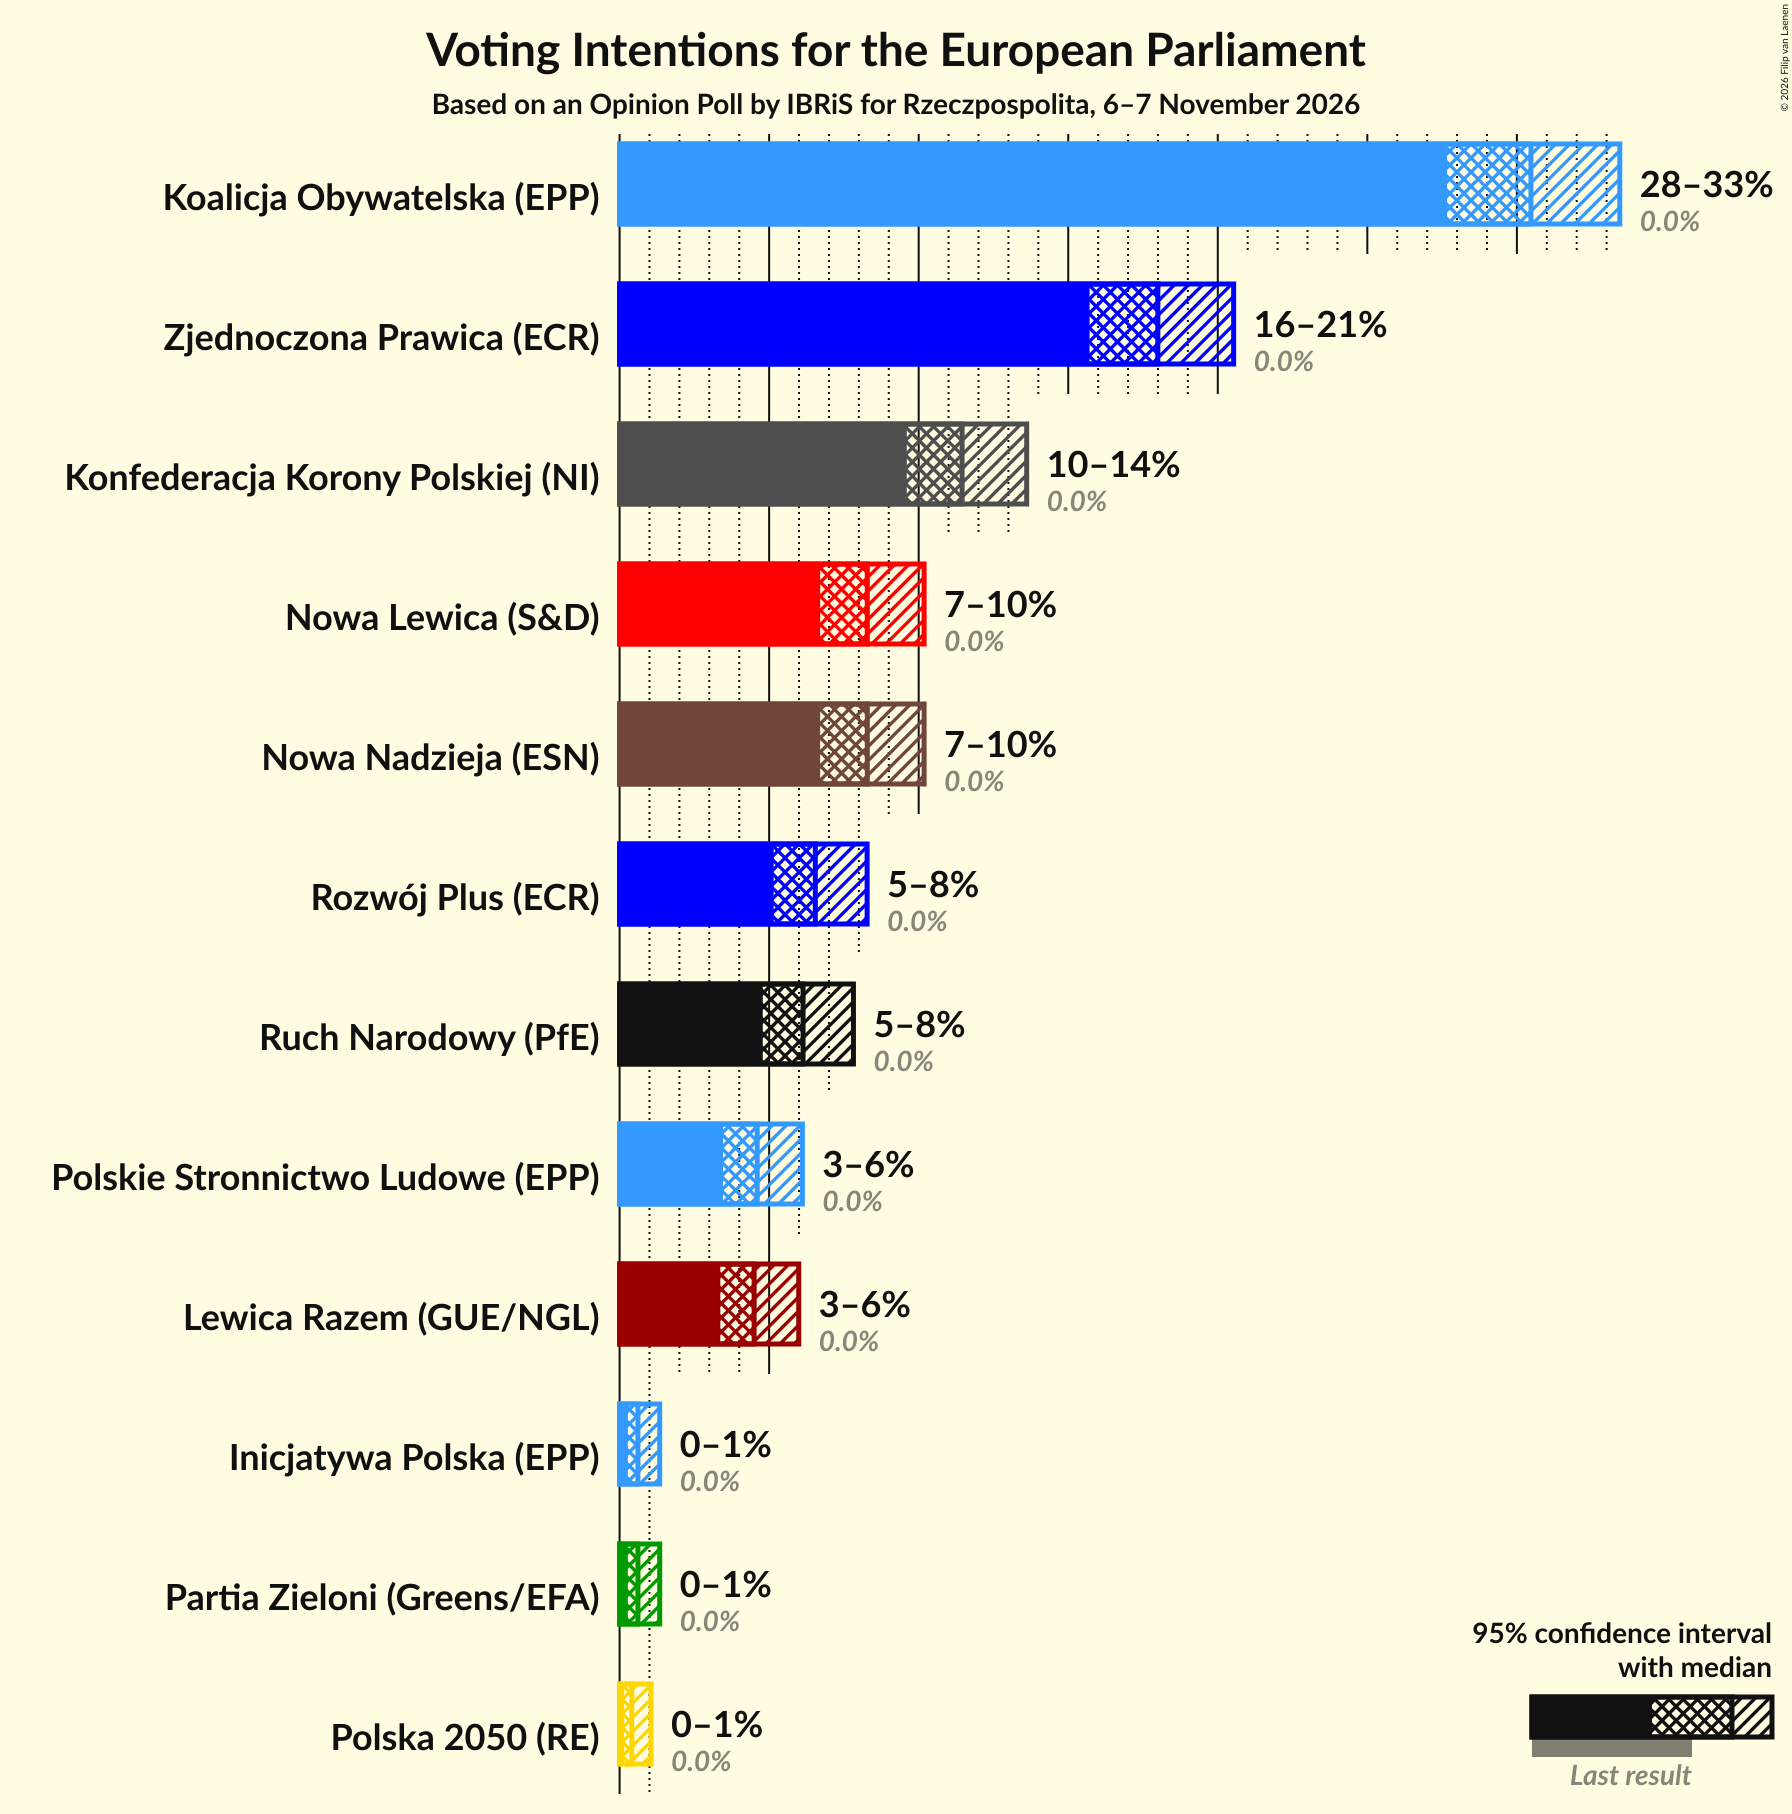 Voting Intentions for the European Parliament
Based on an Opinion Poll by IBRiS for Rzeczpospolita, 6–7 November 2026
© 2026 Filip van Laenen
Koalicja Obywatelska (EPP)
28–33%
0.0%
Zjednoczona Prawica (ECR)
16–21%
0.0%
Konfederacja Korony Polskiej (NI)
10–14%
0.0%
Nowa Lewica (S&D)
7–10%
0.0%
Nowa Nadzieja (ESN)
7–10%
0.0%
Rozwój Plus (ECR)
5–8%
0.0%
Ruch Narodowy (PfE)
5–8%
0.0%
Polskie Stronnictwo Ludowe (EPP)
3–6%
0.0%
Lewica Razem (GUE/NGL)
3–6%
0.0%
Inicjatywa Polska (EPP)
0–1%
0.0%
Partia Zieloni (Greens/EFA)
0–1%
0.0%
Polska 2050 (RE)
0–1%
0.0%
95% confidence interval
with median
Last result